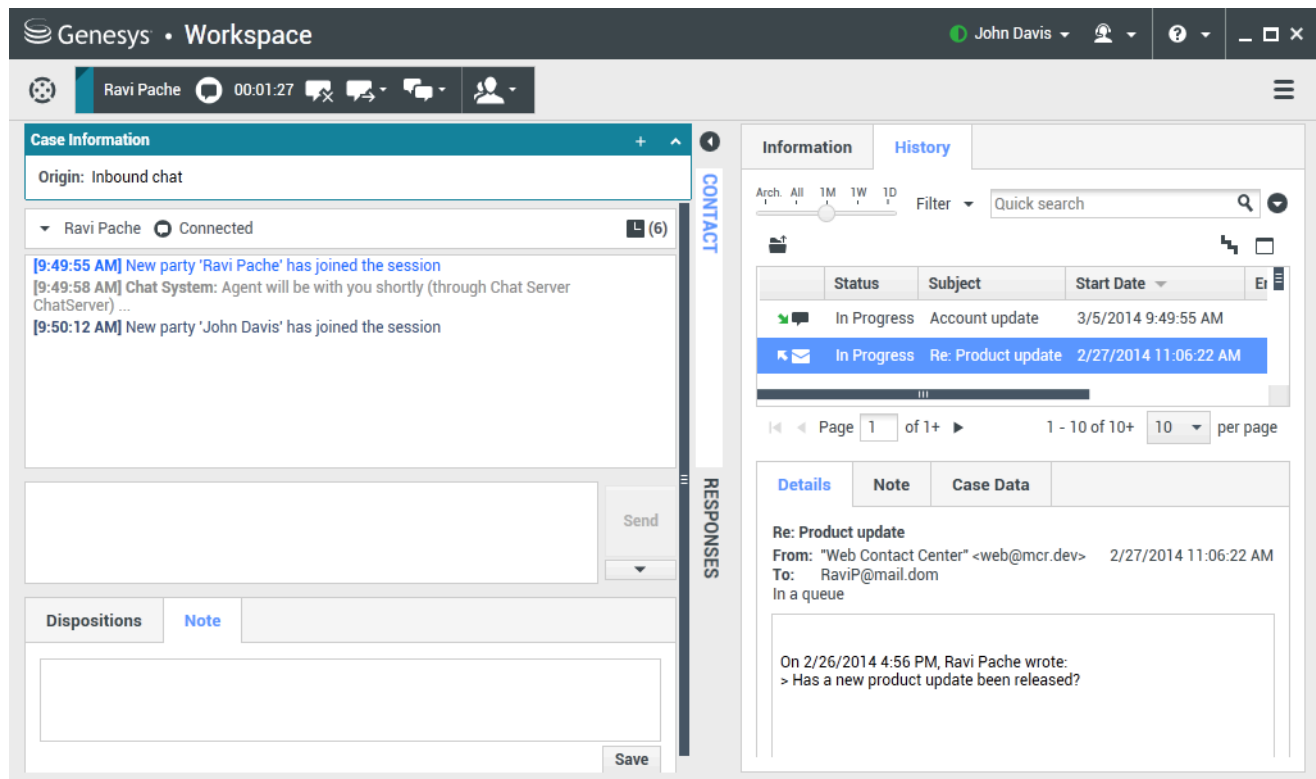 Genesys • Workspace
John Davis
Ravi Pache 00:01:27
Case Information
Origin: Inbound chat
Ravi Pache Connected (6)
[9:49:55 AM] New party 'Ravi Pache' has joined the session
[9:49:58 AM] Chat System: Agent will be with you shortly (through Chat Server
ChatServer) ...
[9:50:12 AM] New party 'John Davis' has joined the session
Send
Dispositions Note
Save
CONTACT
RESPONSES
Information History
Arch. All 1M 1W 1D Filter Quick search
Status Subject Start Date
In Progress Account update 3/5/2014 9:49:55 AM
In Progress Re: Product update 2/27/2014 11:06:22 AM
Page 1 of 1+ 1 - 10 of 10+ 10 per page
Details Note Case Data
Re: Product update
From: "Web Contact Center" <web@mcr.dev> 2/27/2014 11:06:22 AM
To: RaviP@mail.dom
In a queue
On 2/26/2014 4:56 PM, Ravi Pache wrote:
> Has a new product update been released?